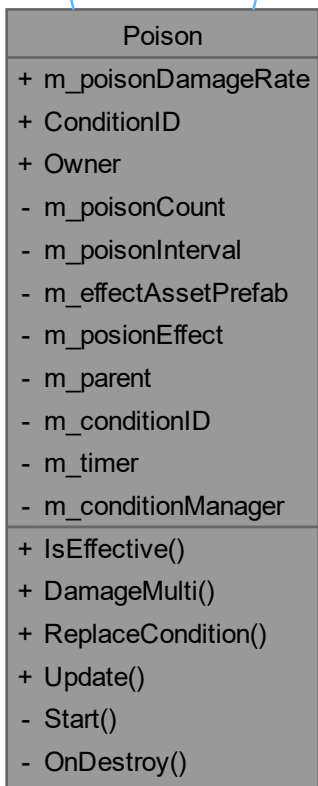 Poison
+ m_poisonDamageRate
+ ConditionID
+ Owner
- m_poisonCount
- m_poisonInterval
- m_effectAssetPrefab
- m_posionEffect
- m_parent
- m_conditionID
- m_timer
- m_conditionManager
+ IsEffective()
+ DamageMulti()
+ ReplaceCondition()
+ Update()
- Start()
- OnDestroy()